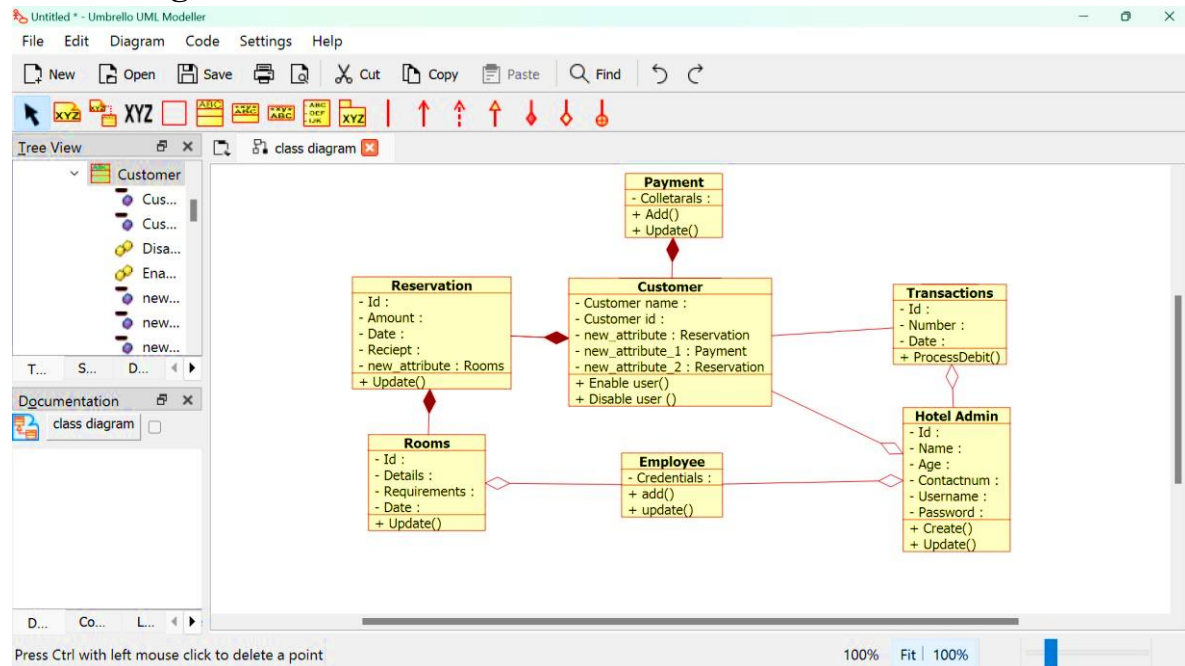 Untitled * - Umbrello UML Modeller
File Edit Diagram Code Settings Help
New Open Save Cut Copy Paste Find
XYZ
Tree View
class diagram
Customer
Cus...
Cus...
Disa...
Ena...
new...
new...
new...
T... S... D...
Documentation
class diagram
D... Co... L...
Payment
- Colletarals :
+ Add()
+ Update()
Reservation
- Id :
- Amount :
- Date :
- Reciept :
- new_attribute : Rooms
+ Update()
Customer
- Customer name :
- Customer id :
- new_attribute : Reservation
- new_attribute_1 : Payment
- new_attribute_2 : Reservation
+ Enable user()
+ Disable user ()
Transactions
- Id :
- Number :
- Date :
+ ProcessDebit()
Rooms
- Id :
- Details :
- Requirements :
- Date :
+ Update()
Employee
- Credentials :
+ add()
+ update()
Hotel Admin
- Id :
- Name :
- Age :
- Contactnum :
- Username :
- Password :
+ Create()
+ Update()
Press Ctrl with left mouse click to delete a point
100% Fit 100%